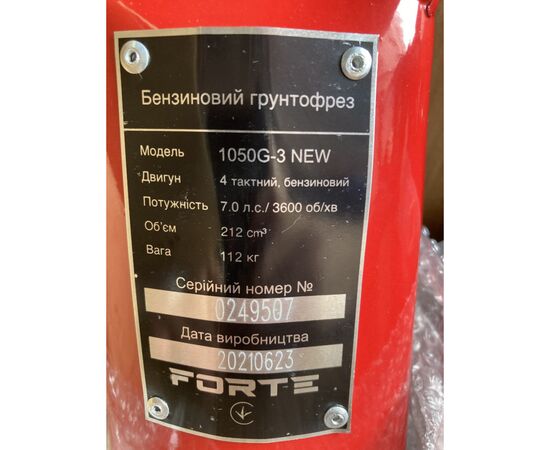 Бензиновий грунтофрез
Модель 1050G-3 NEW
Двигун 4 тактний, бензиновий
Потужність 7.0 л.с./ 3600 об/хв
Об'єм 212 cm³
Вага 112 кг
Серійний номер №
0249507
Дата виробництва
20210623
FORTE